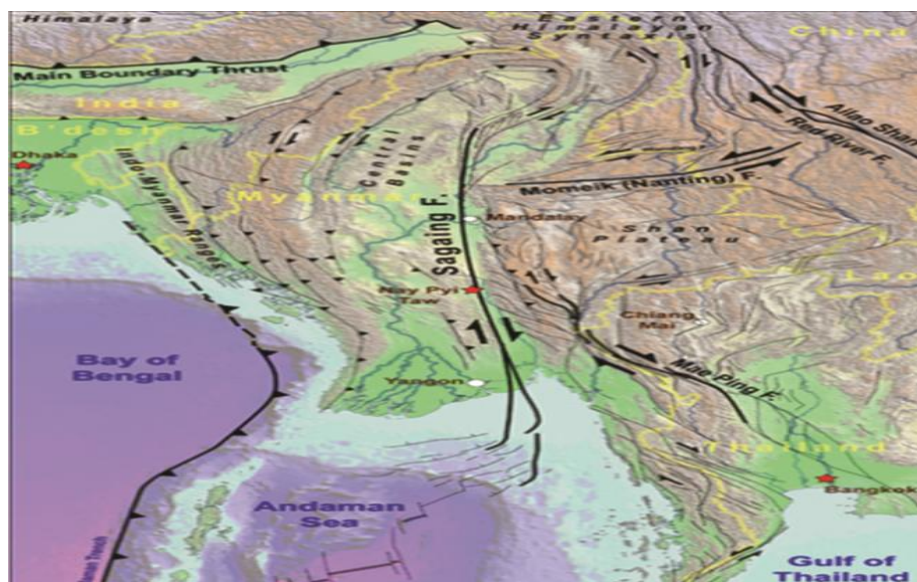 Himalaya
Eastern
Himalayan
Syntaxis
China
Main Boundary Thrust
India
B'desh
Dhaka
Indo-Myanmar Ranges
Central
Basins
Myanmar
Ailao Shan
Red River F.
Momeik (Nanting) F.
Mandalay
Sagaing F.
Shan
Plateau
Nay Pyi
Taw
Lao
Chiang
Mai
Bay of
Bengal
Mae Ping F.
Yangon
Thailand
Bangkok
Andaman
Sea
Gulf of
Thailand
Trench